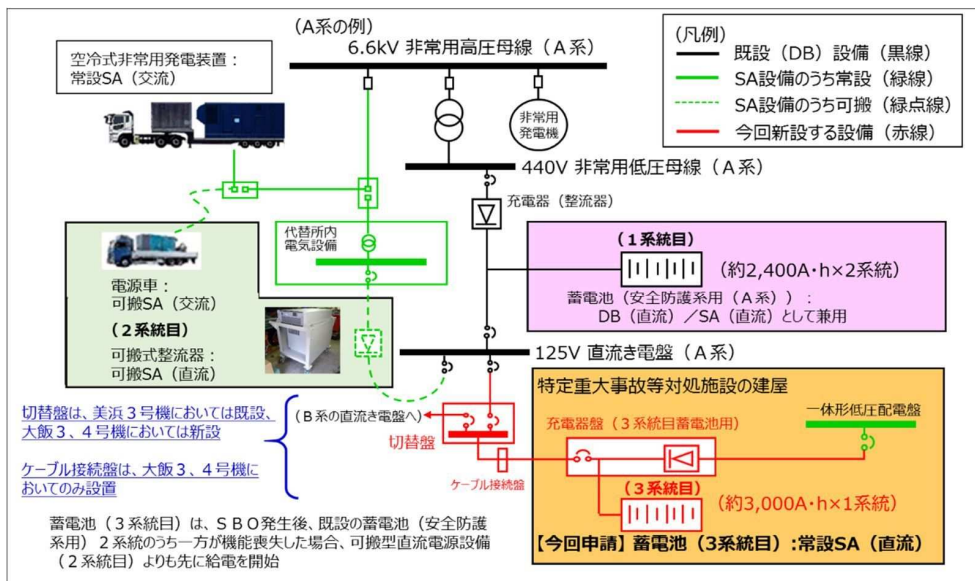 (A系の例)
6.6kV 非常用高圧母線(A系)
空冷式非常用発電装置:
常設SA(交流)
(凡例)
既設(DB)設備(黒線)
SA設備のうち常設(緑線)
SA設備のうち可搬(緑点線)
今回新設する設備(赤線)
非常用
発電機
440V 非常用低圧母線(A系)
充電器(整流器)
代替所内
電気設備
(1系統目)
(約2,400A・h×2系統)
蓄電池(安全防護系用(A系)):
DB(直流)/SA(直流)として兼用
電源車:
可搬SA(交流)
(2系統目)
可搬式整流器:
可搬SA(直流)
125V 直流き電盤(A系)
切替盤は、美浜3号機においては既設、
大飯3、4号機においては新設
ケーブル接続盤は、大飯3、4号機に
おいてのみ設置
(B系の直流き電盤へ)
切替盤
ケーブル接続盤
特定重大事故等対処施設の建屋
充電器盤(3系統目蓄電池用)
一体形低圧配電盤
(3系統目)
(約3,000A・h×1系統)
【今回申請】蓄電池(3系統目):常設SA(直流)
蓄電池(3系統目)は、SBO発生後、既設の蓄電池(安全防護
系用)2系統のうち一方が機能喪失した場合、可搬型直流電源設備
(2系統目)よりも先に給電を開始